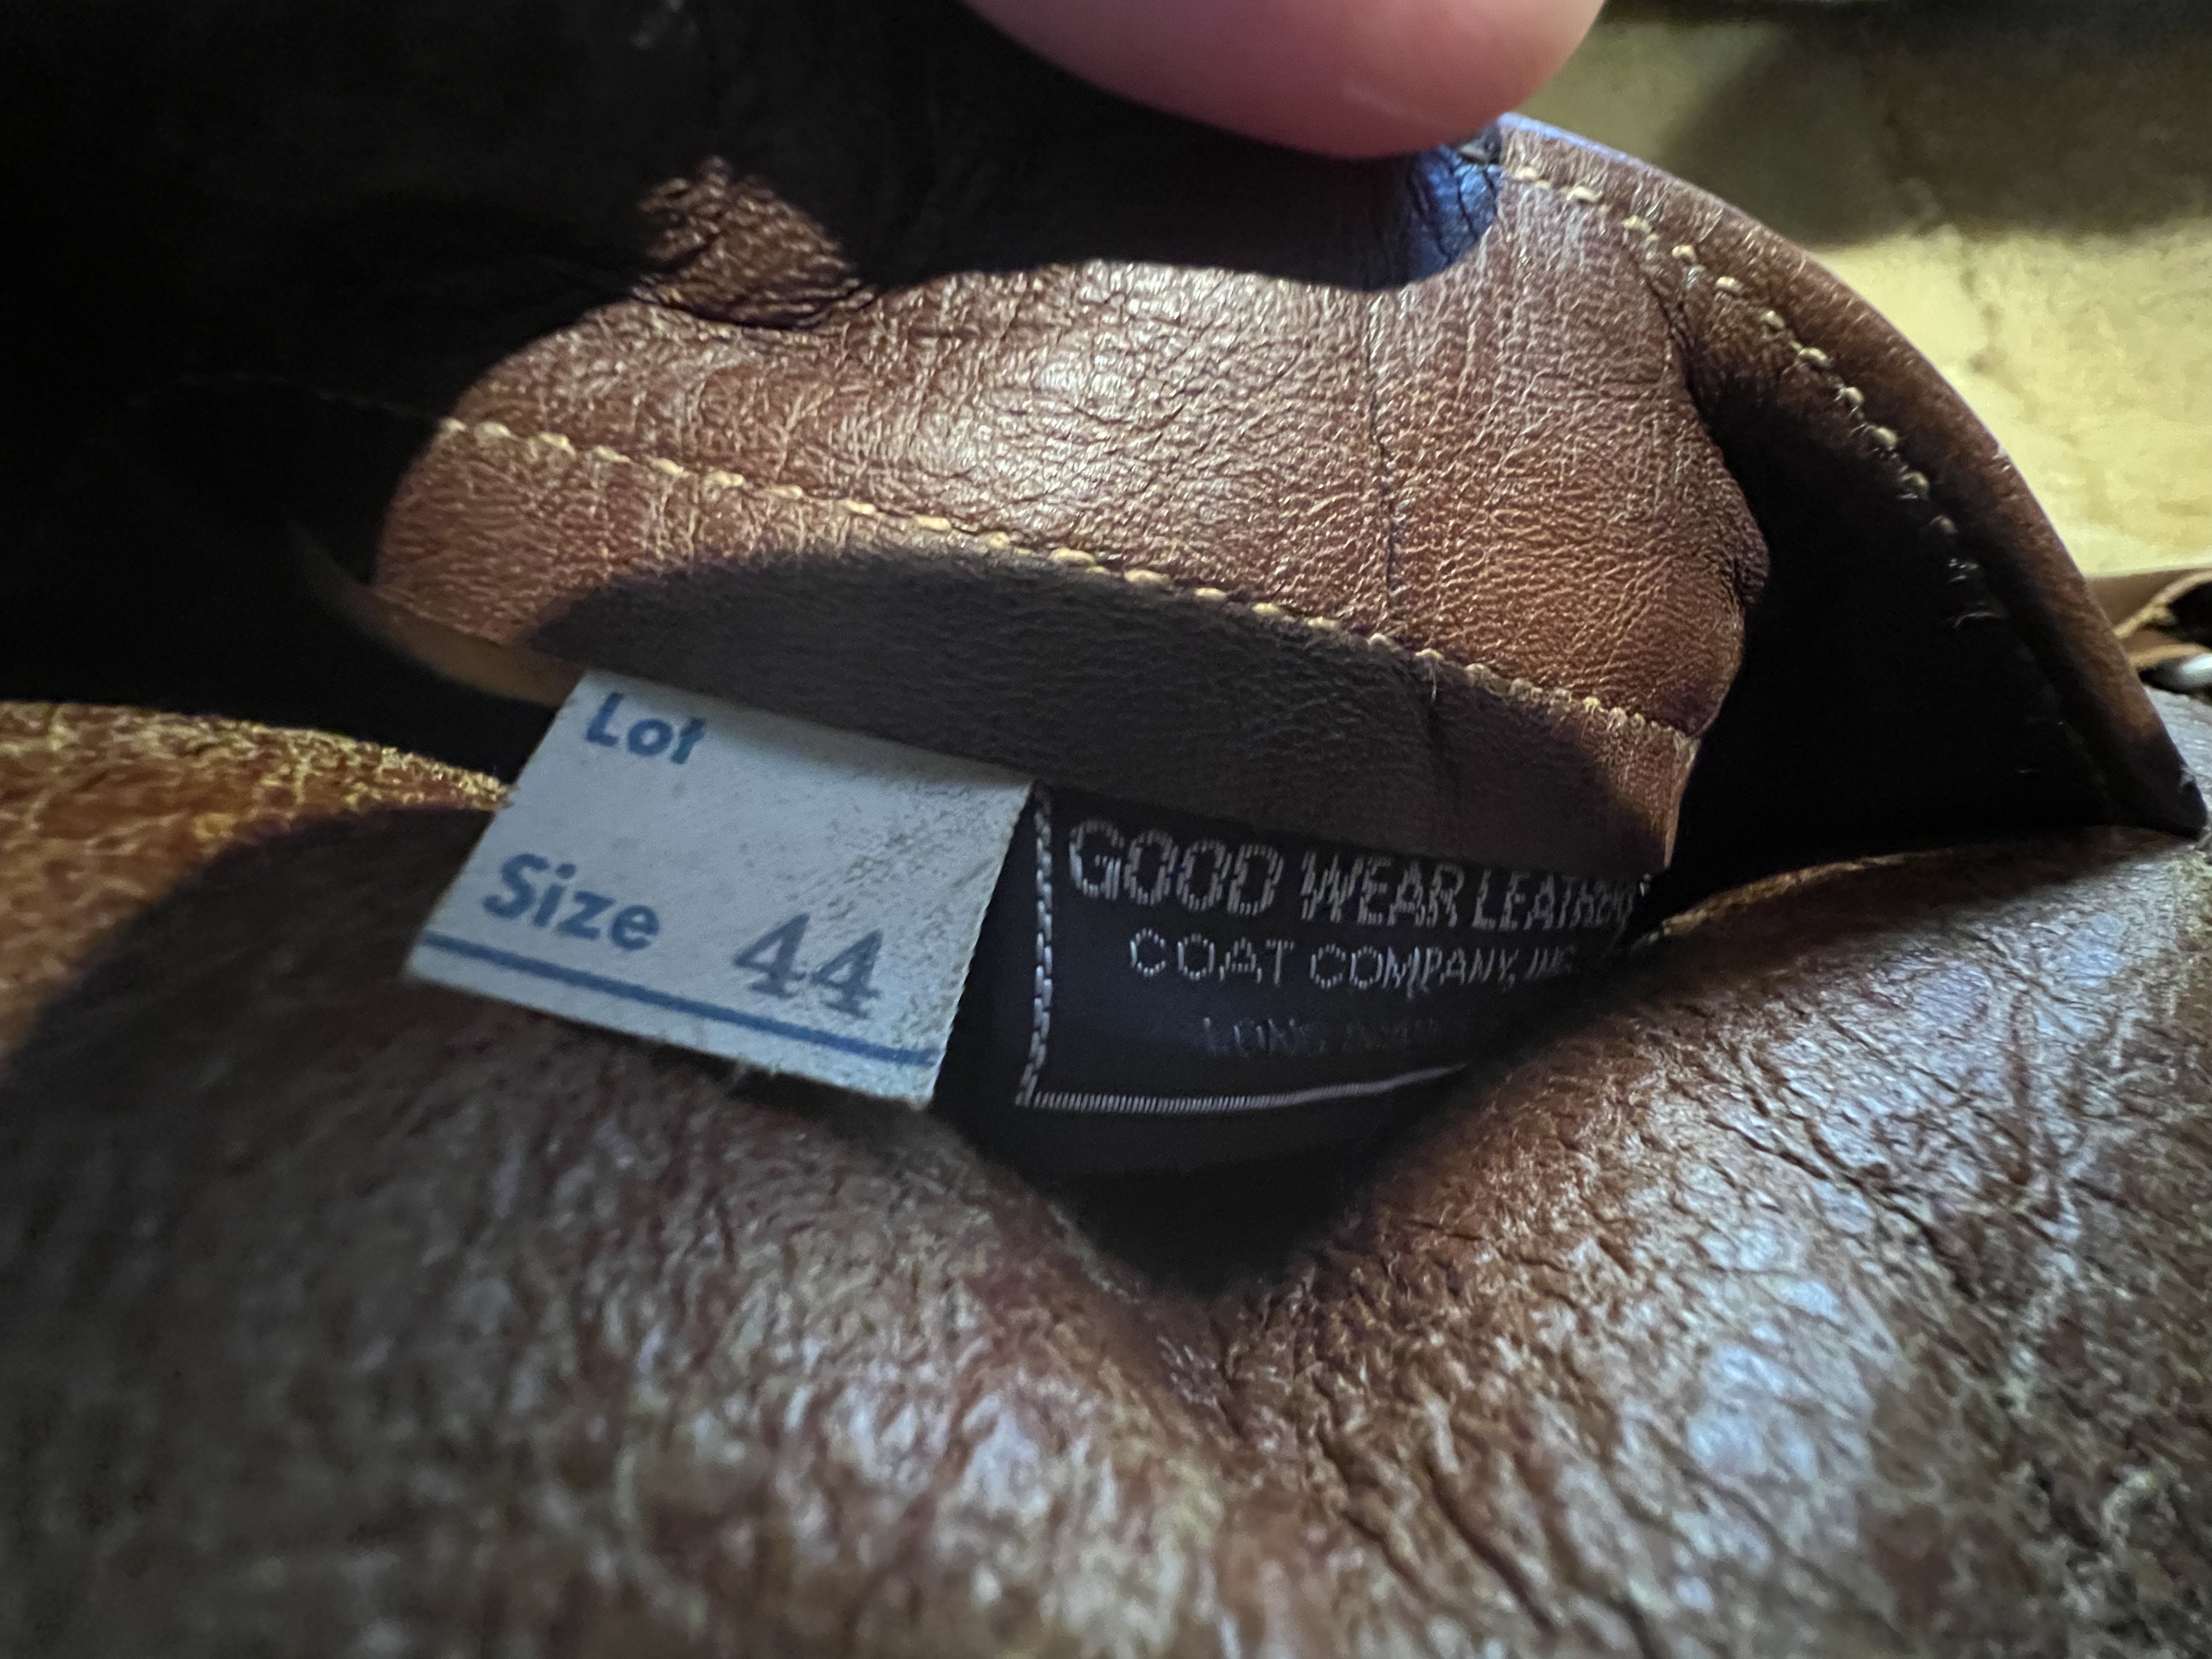 Lot
Size 44
GOOD WEAR LEATHER
COAT COMPANY, INC.